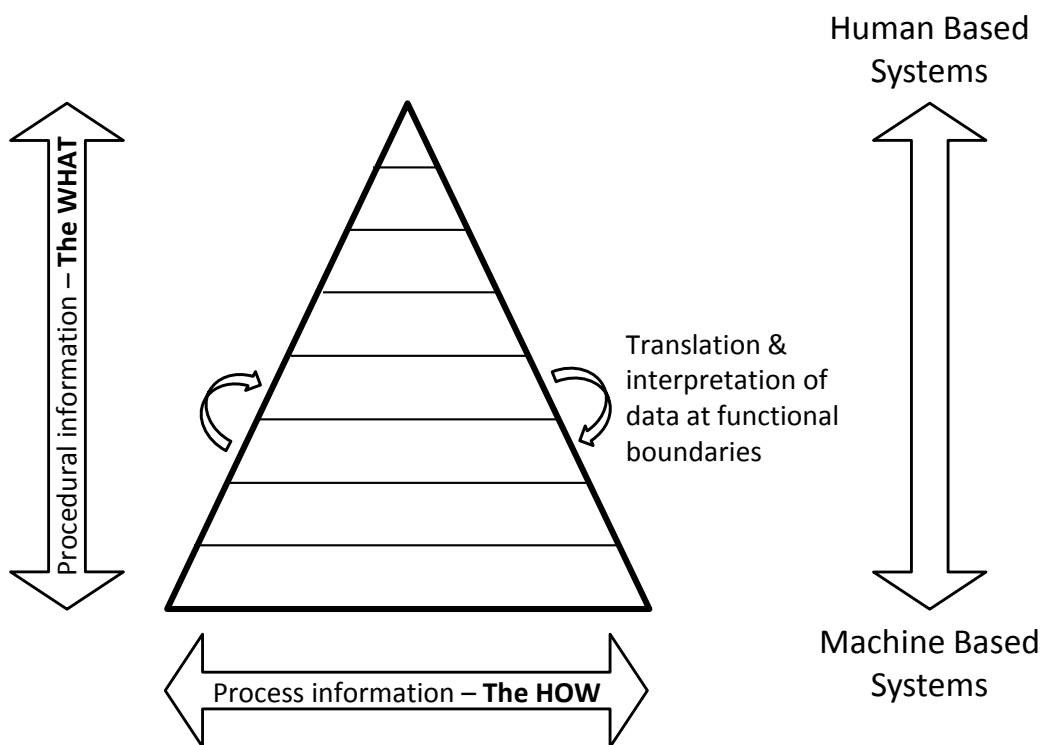 Human Based
Systems
Procedural information – The WHAT
Translation &
interpretation of
data at functional
boundaries
Machine Based
Systems
Process information – The HOW